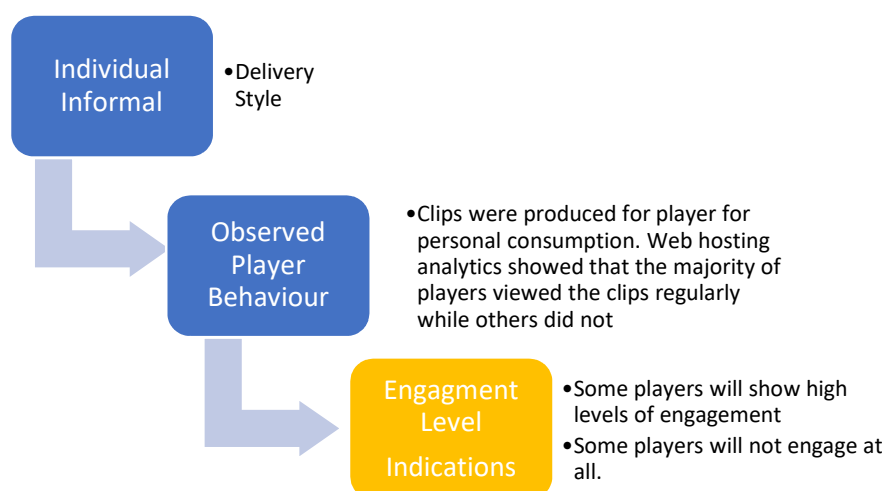 Individual
Informal
•Delivery
Style
Observed
Player
Behaviour
•Clips were produced for player for
personal consumption. Web hosting
analytics showed that the majority of
players viewed the clips regularly
while others did not
Engagment
Level
Indications
•Some players will show high
levels of engagement
•Some players will not engage at
all.